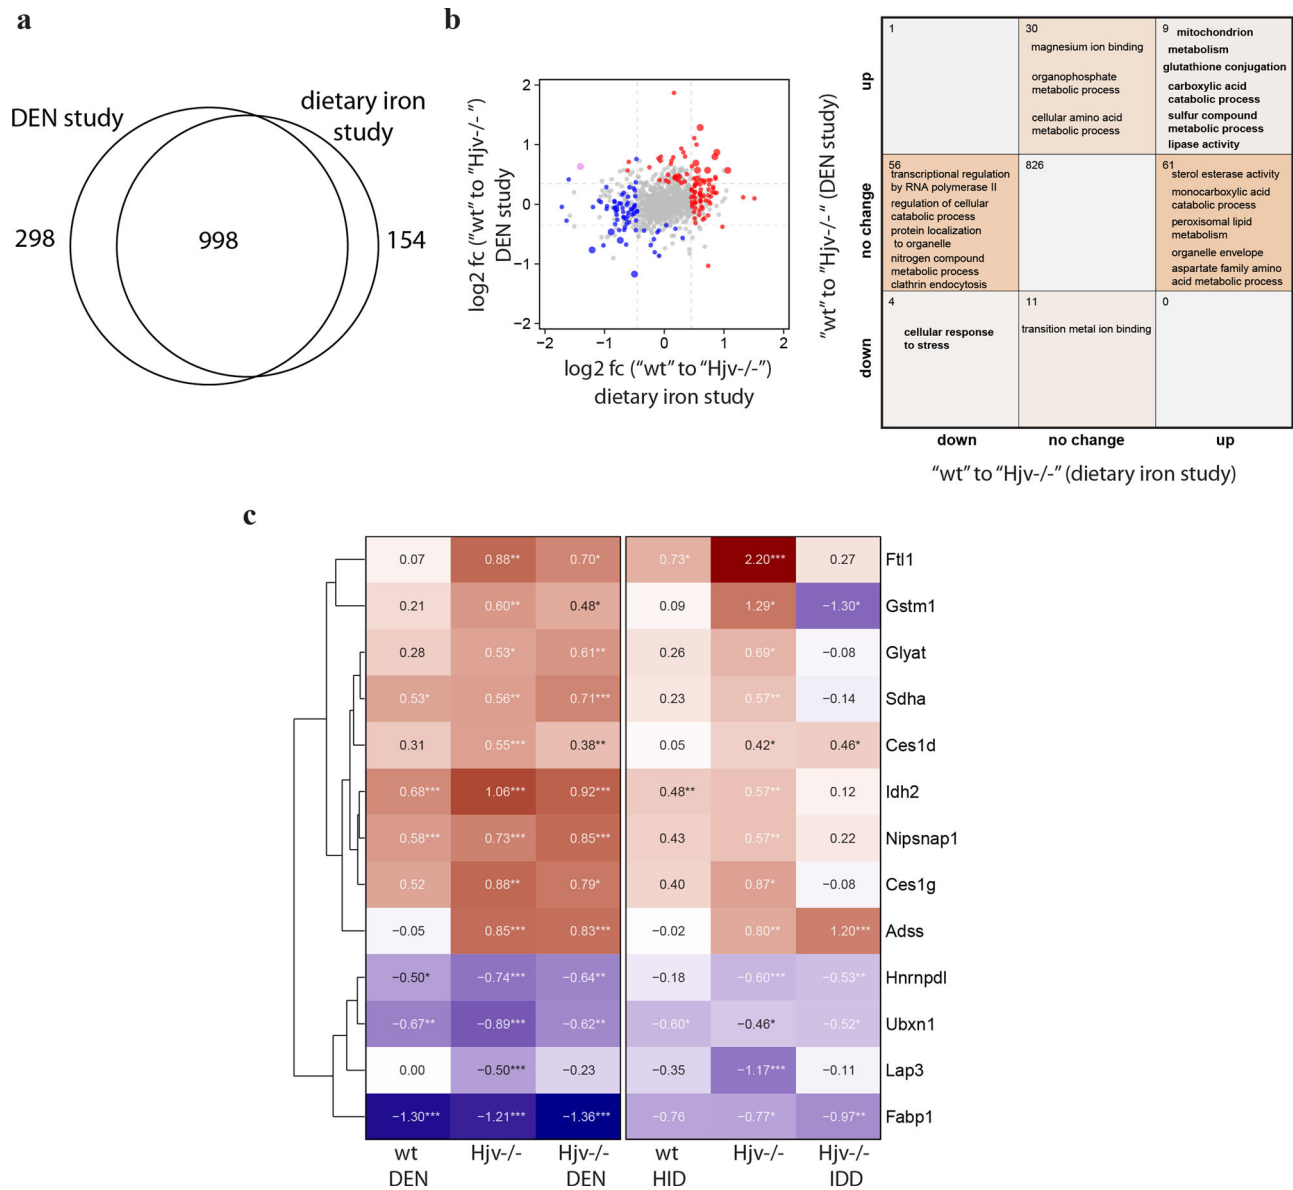 a
DEN study
dietary iron
study
298
998
154
b
log2 fc (“wt” to “Hjv-/- ”)
DEN study
2
1
0
−1
−2
−2
−1
0
1
2
log2 fc (“wt” to “Hjv-/-”)
dietary iron study
“wt” to “Hjv-/- “ (DEN study)
up
no change
down
1
30
magnesium ion binding
organophosphate
metabolic process
cellular amino acid
metabolic process
9
mitochondrion
metabolism
glutathione conjugation
carboxylic acid
catabolic process
sulfur compound
metabolic process
lipase activity
56
transcriptional regulation
by RNA polymerase II
regulation of cellular
catabolic process
protein localization
to organelle
nitrogen compound
metabolic process
clathrin endocytosis
826
61
sterol esterase activity
monocarboxylic acid
catabolic process
peroxisomal lipid
metabolism
organelle envelope
aspartate family amino
acid metabolic process
4
cellular response
to stress
11
transition metal ion binding
0
down
no change
up
“wt” to “Hjv-/-” (dietary iron study)
c
0.07 0.88** 0.70* 0.73* 2.20*** 0.27 Ftl1
0.21 0.60** 0.48* 0.09 1.29* −1.30* Gstm1
0.28 0.53* 0.61** 0.26 0.69* −0.08 Glyat
0.53* 0.56** 0.71*** 0.23 0.57** −0.14 Sdha
0.31 0.55*** 0.38** 0.05 0.42* 0.46* Ces1d
0.68*** 1.06*** 0.92*** 0.48** 0.57** 0.12 Idh2
0.58*** 0.73*** 0.85*** 0.43 0.57** 0.22 Nipsnap1
0.52 0.88** 0.79* 0.40 0.87* −0.08 Ces1g
−0.05 0.85*** 0.83*** −0.02 0.80** 1.20*** Adss
−0.50* −0.74*** −0.64** −0.18 −0.60*** −0.53** Hnrnpdl
−0.67** −0.89*** −0.62** −0.60* −0.46* −0.52* Ubxn1
0.00 −0.50*** −0.23 −0.35 −1.17*** −0.11 Lap3
−1.30*** −1.21*** −1.36*** −0.76 −0.77* −0.97** Fabp1
wt Hjv-/- Hjv-/- wt Hjv-/- Hjv-/-
DEN DEN HID IDD